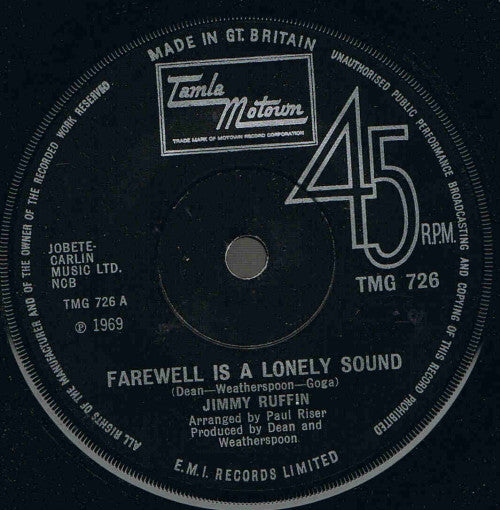 MADE IN GT. BRITAIN
UNAUTHORISED PUBLIC PERFORMANCE BROADCASTING AND COPYING OF THIS RECORD PROHIBITED
ALL RIGHTS OF THE MANUFACTURER AND OF THE OWNER OF THE RECORDED WORK RESERVED
Tamla
Motown
TRADE MARK OF MOTOWN RECORD CORPORATION
45 R.P.M.
TMG 726
JOBETE-
CARLIN
MUSIC LTD.
NCB
TMG 726 A
℗ 1969
FAREWELL IS A LONELY SOUND
(Dean—Weatherspoon—Goga)
JIMMY RUFFIN
Arranged by Paul Riser
Produced by Dean and
Weatherspoon
E.M.I. RECORDS LIMITED